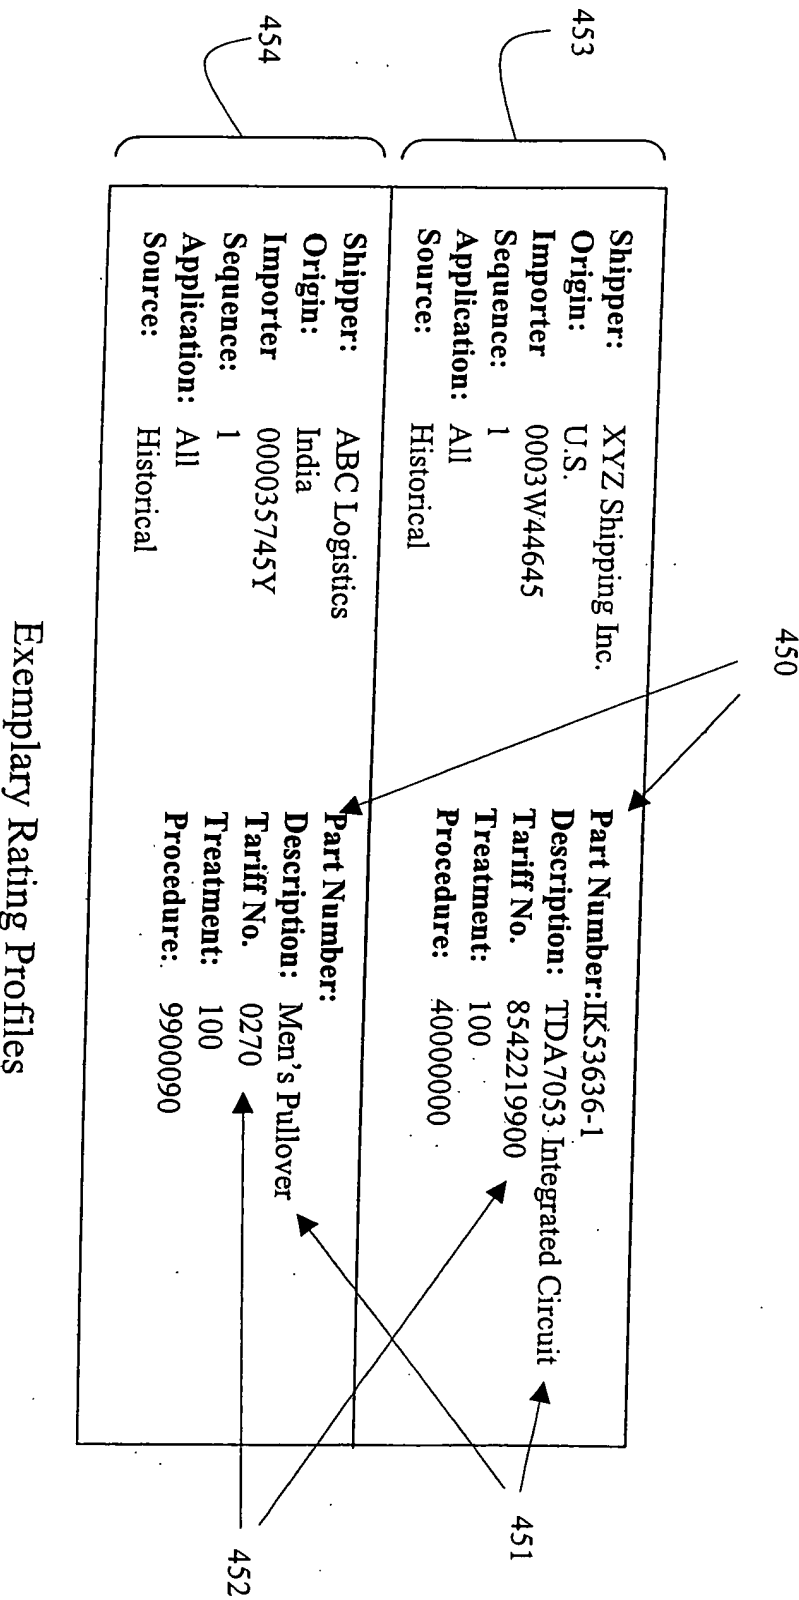 450
453
Shipper: XYZ Shipping Inc. Part Number:IK53636-1
Origin: U.S. Description: TDA7053 Integrated Circuit
Importer 0003W44645 Tariff No. 8542219900
Sequence: 1 Treatment: 100
Application: All Procedure: 40000000
Source: Historical
451
454
Shipper: ABC Logistics Part Number:
Origin: India Description: Men's Pullover
Importer 000035745Y Tariff No. 0270
Sequence: 1 Treatment: 100
Application: All Procedure: 9900090
Source: Historical
452
Exemplary Rating Profiles